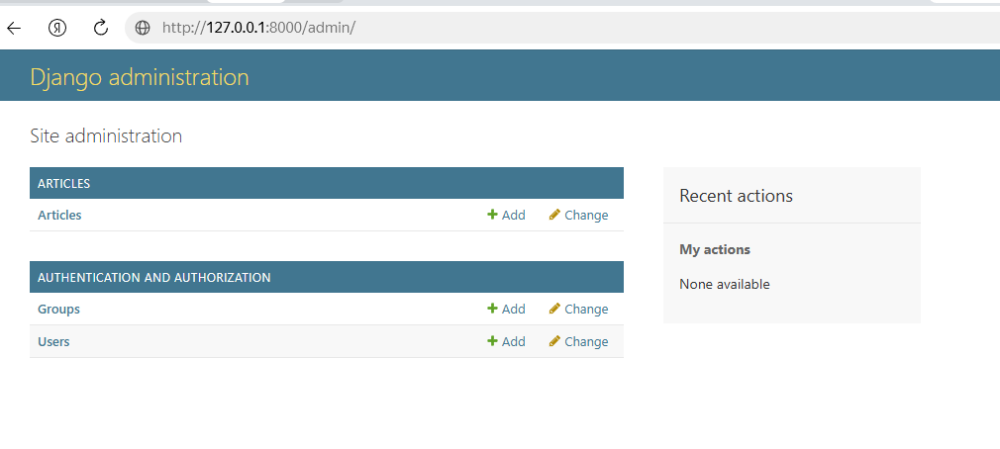 Я
http://127.0.0.1:8000/admin/
Django administration
Site administration
ARTICLES
Articles Add Change
AUTHENTICATION AND AUTHORIZATION
Groups Add Change
Users Add Change
Recent actions
My actions
None available